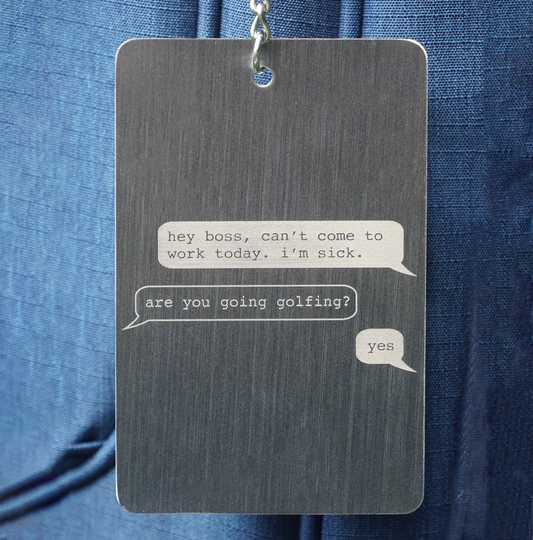 hey boss, can’t come to
work today. i’m sick.
are you going golfing?
yes